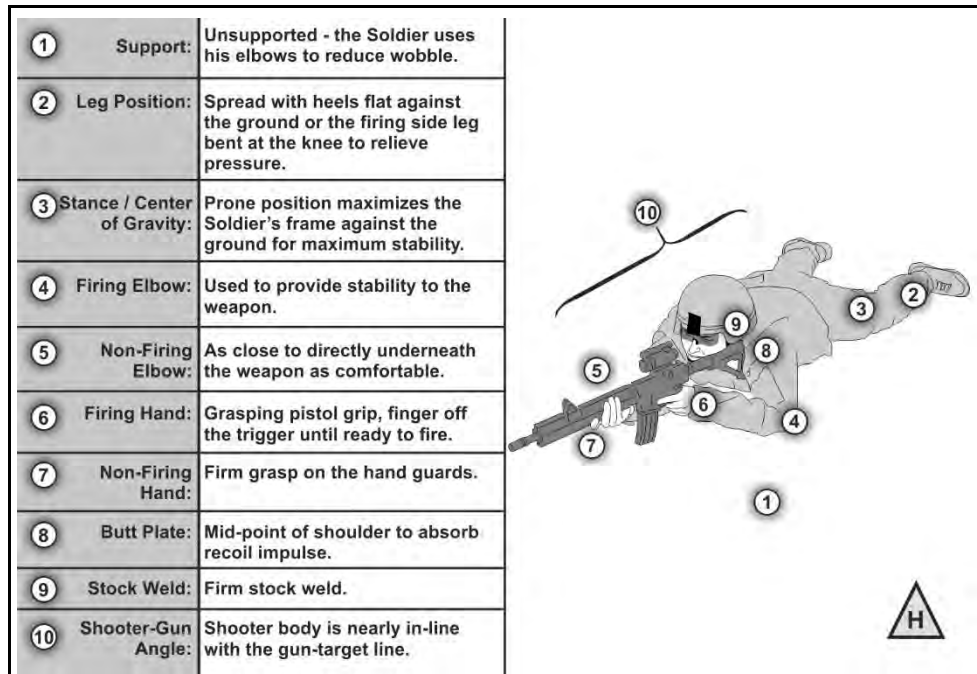 1 Support: Unsupported - the Soldier uses
his elbows to reduce wobble.
2 Leg Position: Spread with heels flat against
the ground or the firing side leg
bent at the knee to relieve
pressure.
3 Stance / Center
of Gravity: Prone position maximizes the
Soldier's frame against the
ground for maximum stability.
4 Firing Elbow: Used to provide stability to the
weapon.
5 Non-Firing
Elbow: As close to directly underneath
the weapon as comfortable.
6 Firing Hand: Grasping pistol grip, finger off
the trigger until ready to fire.
7 Non-Firing
Hand: Firm grasp on the hand guards.
8 Butt Plate: Mid-point of shoulder to absorb
recoil impulse.
9 Stock Weld: Firm stock weld.
10 Shooter-Gun
Angle: Shooter body is nearly in-line
with the gun-target line.
10
9
8
3
2
5
6
7
4
1
H